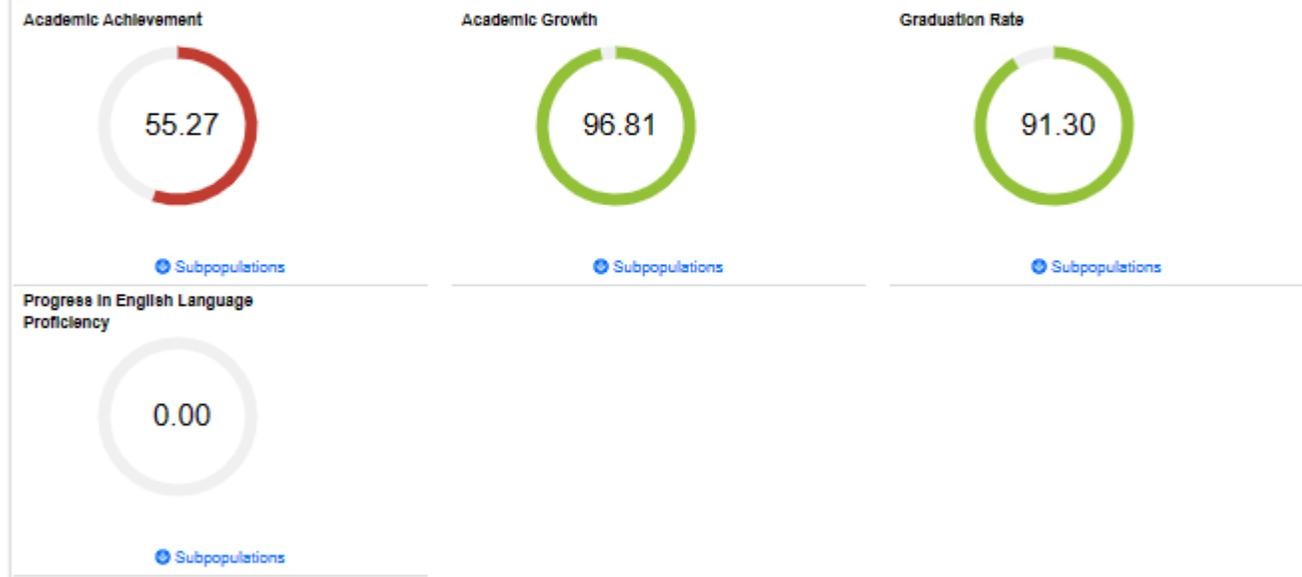 Academic Achievement
55.27
Subpopulations
Academic Growth
96.81
Subpopulations
Graduation Rate
91.30
Subpopulations
Progress in English Language
Proficiency
0.00
Subpopulations